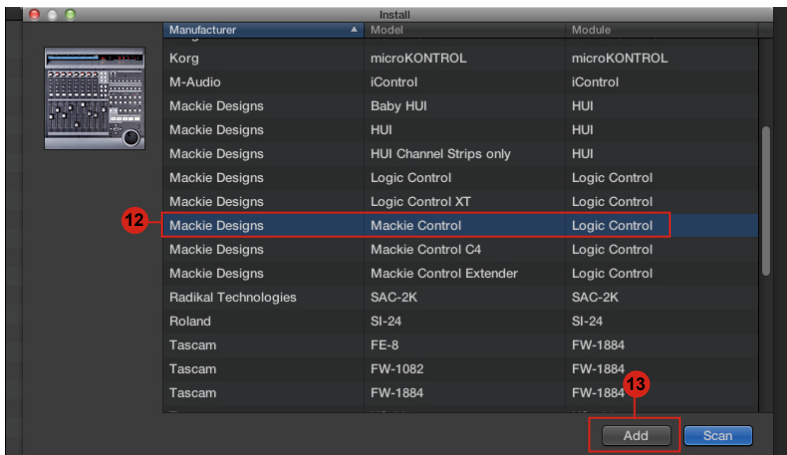 Install
Manufacturer Model Module
Korg microKONTROL microKONTROL
M-Audio iControl iControl
Mackie Designs Baby HUI HUI
Mackie Designs HUI HUI
Mackie Designs HUI Channel Strips only HUI
Mackie Designs Logic Control Logic Control
Mackie Designs Logic Control XT Logic Control
12 Mackie Designs Mackie Control Logic Control
Mackie Designs Mackie Control C4 Logic Control
Mackie Designs Mackie Control Extender Logic Control
Radikal Technologies SAC-2K SAC-2K
Roland SI-24 SI-24
Tascam FE-8 FW-1884
Tascam FW-1082 FW-1884
Tascam FW-1884 FW-1884
13
Add Scan